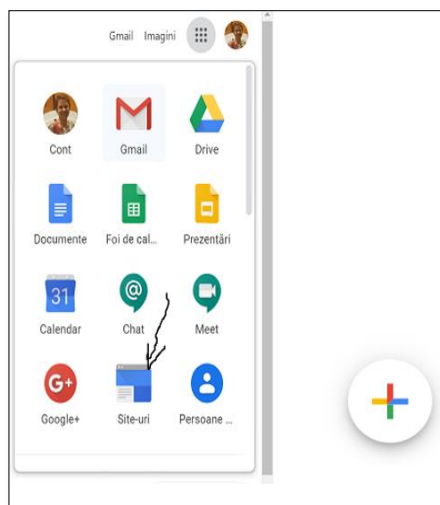 Gmail Imagini
Cont Gmail Drive
Documente Foi de cal... Prezentări
31
Calendar Chat Meet
G+
Google+ Site-uri Persoane ...